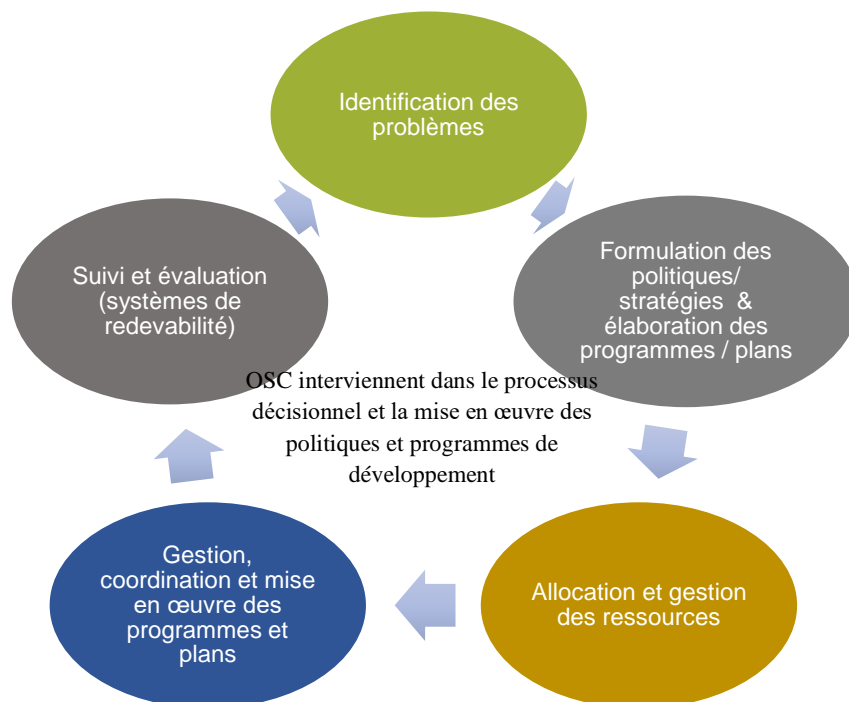 Identification des
problèmes
Formulation des
politiques/
stratégies & 
élaboration des
programmes / plans
Allocation et gestion
des ressources
Gestion,
coordination et mise
en œuvre des
programmes et
plans
Suivi et évaluation
(systèmes de
redevabilité)
OSC interviennent dans le processus
décisionnel et la mise en œuvre des
politiques et programmes de
développement